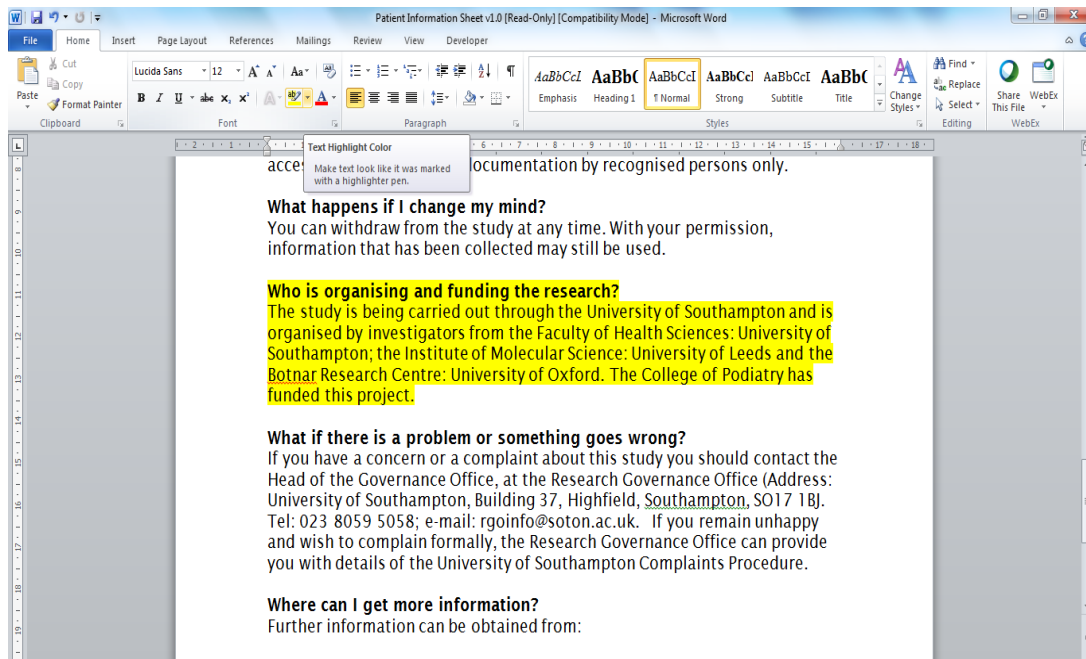 Patient Information Sheet v1.0 [Read-Only] [Compatibility Mode] - Microsoft Word
File Home Insert Page Layout References Mailings Review View Developer
Cut
Copy
Paste
Format Painter
Clipboard
Lucida Sans 12
Font
Paragraph
AaBbCcI AaBb( AaBbCcI AaBbCcI AaBbCcI AaBb(
Emphasis Heading 1 ¶ Normal Strong Subtitle Title
Change Styles
Styles
Find
Replace
Select
Editing
Share This File
WebEx
WebEx
Text Highlight Color
Make text look like it was marked
with a highlighter pen.
acce ocumentation by recognised persons only.
What happens if I change my mind?
You can withdraw from the study at any time. With your permission,
information that has been collected may still be used.
Who is organising and funding the research?
The study is being carried out through the University of Southampton and is
organised by investigators from the Faculty of Health Sciences: University of
Southampton; the Institute of Molecular Science: University of Leeds and the
Botnar Research Centre: University of Oxford. The College of Podiatry has
funded this project.
What if there is a problem or something goes wrong?
If you have a concern or a complaint about this study you should contact the
Head of the Governance Office, at the Research Governance Office (Address:
University of Southampton, Building 37, Highfield, Southampton, SO17 1BJ.
Tel: 023 8059 5058; e-mail: rgoinfo@soton.ac.uk. If you remain unhappy
and wish to complain formally, the Research Governance Office can provide
you with details of the University of Southampton Complaints Procedure.
Where can I get more information?
Further information can be obtained from: